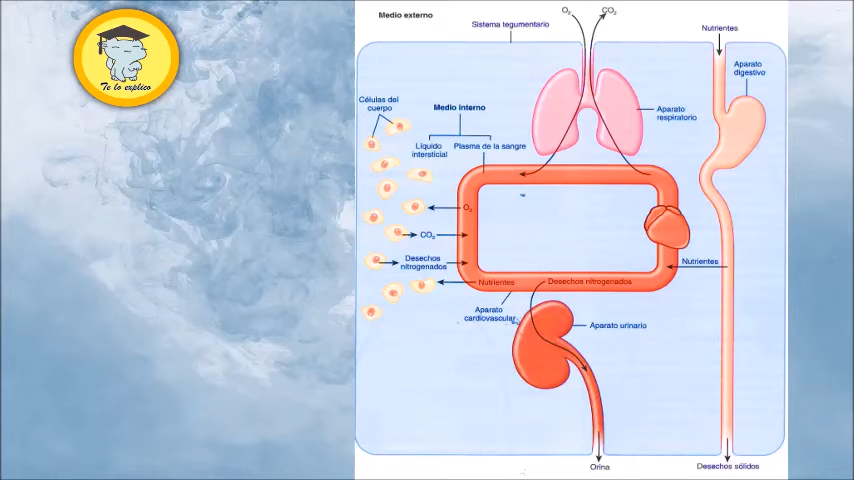 Te lo explico
Medio externo
Sistema tegumentario
O₂
CO₂
Nutrientes
Aparato
digestivo
Células del
cuerpo
Medio interno
Líquido
intersticial
Plasma de la sangre
Aparato
respiratorio
O₂
CO₂
Desechos
nitrogenados
Nutrientes
Desechos nitrogenados
Nutrientes
Aparato
cardiovascular
Aparato urinario
Orina
Desechos sólidos